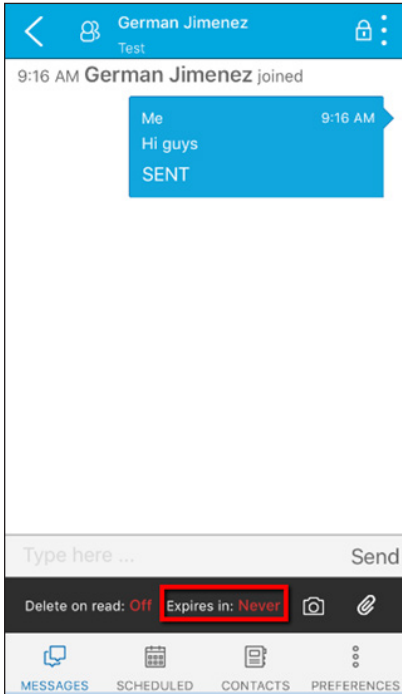 German Jimenez
Test
9:16 AM German Jimenez joined
Me 9:16 AM
Hi guys
SENT
Type here ... Send
Delete on read: Off Expires in: Never
MESSAGES SCHEDULED CONTACTS PREFERENCES